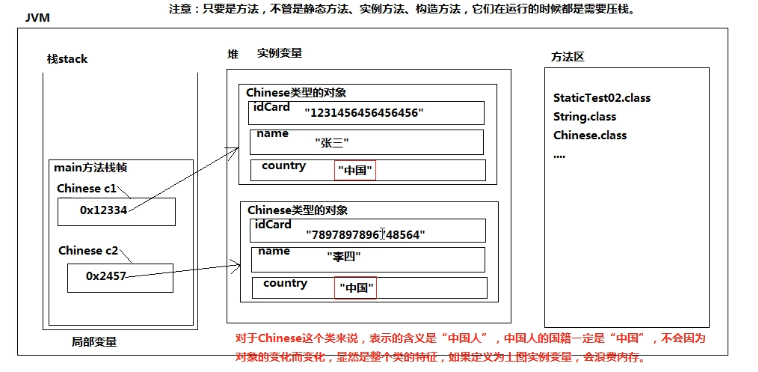 注意：只要是方法，不管是静态方法、实例方法、构造方法，它们在运行的时候都是需要压栈。
JVM
栈stack
堆 实例变量
方法区
Chinese类型的对象
idCard
"1231456456456456"
name
"张三"
country
"中国"
StaticTest02.class
String.class
Chinese.class
....
main方法栈帧
Chinese c1
0x12334
Chinese c2
0x2457
局部变量
Chinese类型的对象
idCard
name
"李四"
country
"中国"
对于Chinese这个类来说，表示的含义是“中国人”，中国人的国籍一定是“中国”，不会因为
对象的变化而变化，显然是整个类的特征，如果定义为上图实例变量，会浪费内存。